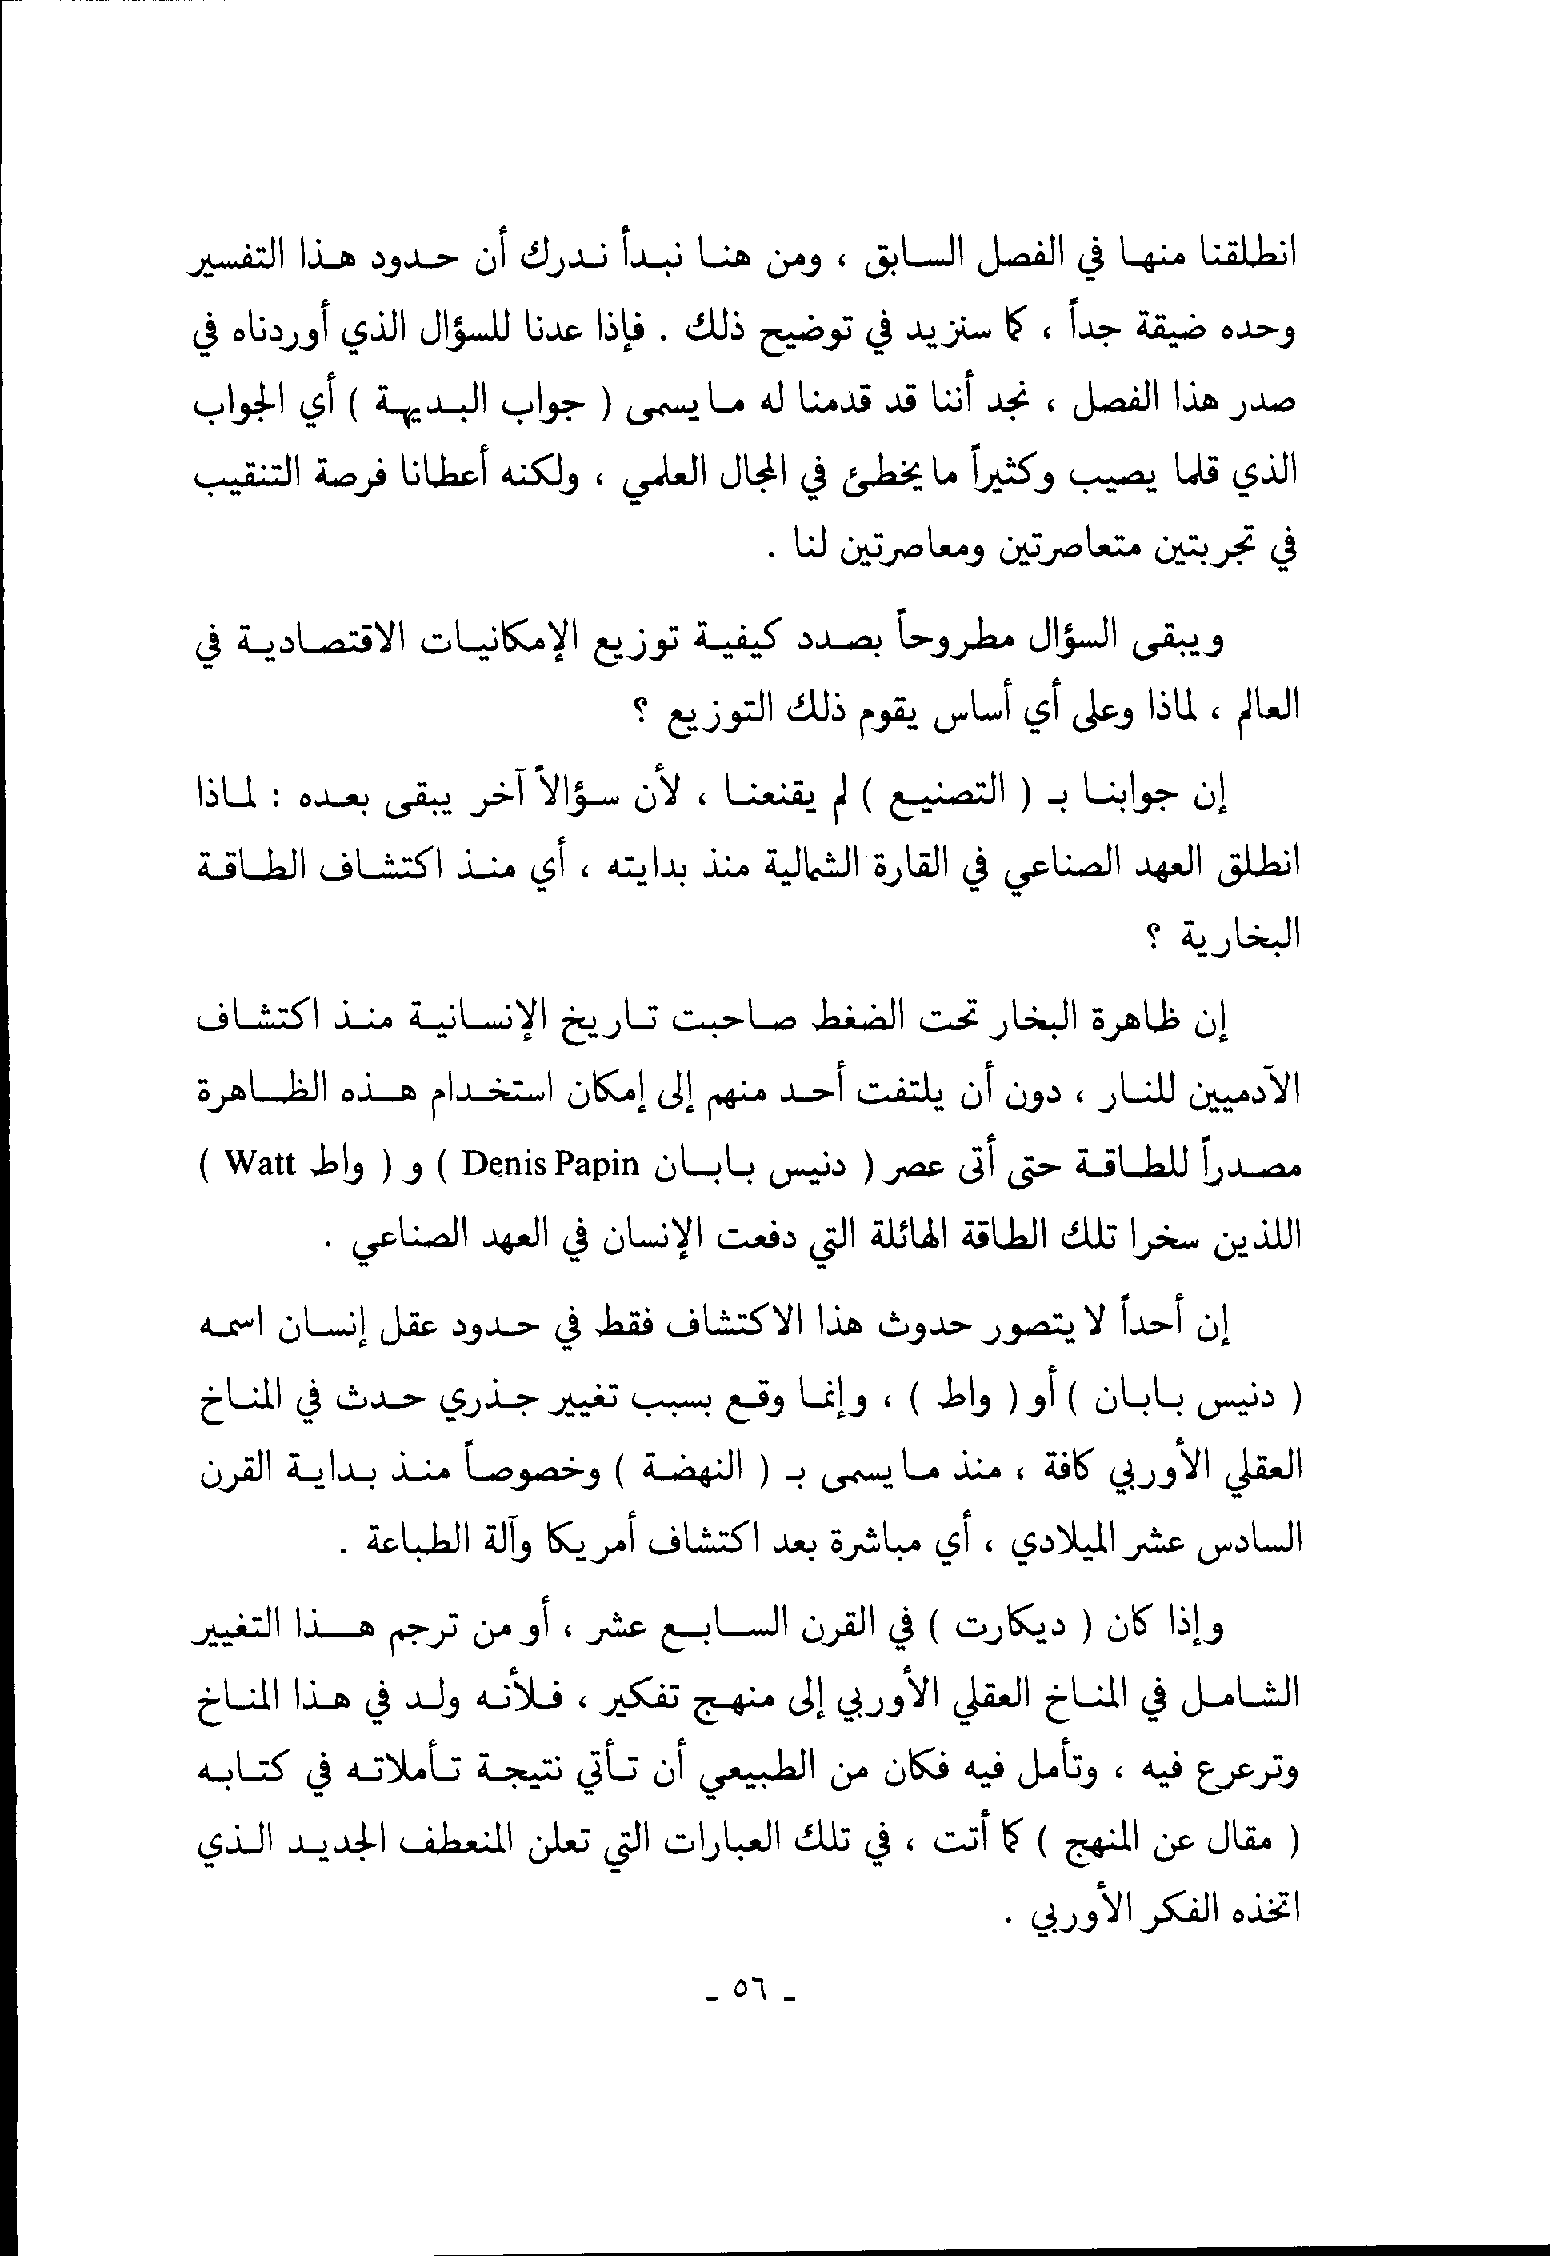 انطلقنا منها في الفصل السابق ، ومن هنا نبدأ ندرك أن حدود هذا التفسير
وحده ضيقة جداً ، كما سنزيد في توضيح ذلك . فإذا عدنا للسؤال الذي أوردناه في
صدر هذا الفصل ، نجد أننا قد قدمنا له ما يسمى ( جواب البديهة ) أي الجواب
الذي قلما يصيب وكثيراً ما يخطئ في المجال العلمي ، ولكنه أعطانا فرصة التنقيب
في تجربتين متعاصرتين ومعاصرتين لنا .
ويبقى السؤال مطروحاً بصدد كيفية توزيع الإمكانيات الاقتصادية في
العالم ، لماذا وعلى أي أساس يقوم ذلك التوزيع ؟
إن جوابنا بـ ( التصنيع ) لم يقنعنا ، لأن سؤالاً آخر يبقى بعده : لماذا
انطلق العهد الصناعي في القارة الشمالية منذ بدايته ، أي منذ اكتشاف الطاقة
البخارية ؟
إن ظاهرة البخار تحت الضغط صاحبت تاريخ الإنسانية منذ اكتشاف
الآدميين للنار ، دون أن يلتفت أحد منهم إلى إمكان استخدام هذه الظاهرة
مصدراً للطاقة حتى أتى عصر ( دنيس بابان Denis Papin ) و ( واط Watt )
اللذين سخرا تلك الطاقة الهائلة التي دفعت الإنسان في العهد الصناعي .
إن أحداً لا يتصور حدوث هذا الاكتشاف فقط في حدود عقل إنسان اسمه
( دنيس بابان ) أو ( واط ) ، وإنما وقع بسبب تغيير جذري حدث في المناخ
العقلي الأوربي كافة ، منذ ما يسمى بـ ( النهضة ) وخصوصاً منذ بداية القرن
السادس عشر الميلادي ، أي مباشرة بعد اكتشاف أمريكا وآلة الطباعة .
وإذا كان ( ديكارت ) في القرن السابع عشر ، أو من ترجم هذا التغيير
الشامل في المناخ العقلي الأوربي إلى منهج تفكير ، فلأنه ولد في هذا المناخ
وترعرع فيه ، وتأمل فيه فكان من الطبيعي أن تأتي نتيجة تأملاته في كتابه
( مقال عن المنهج ) كما أتت ، في تلك العبارات التي تعلن المنعطف الجديد الذي
اتخذه الفكر الأوربي .
- ٥٦ -